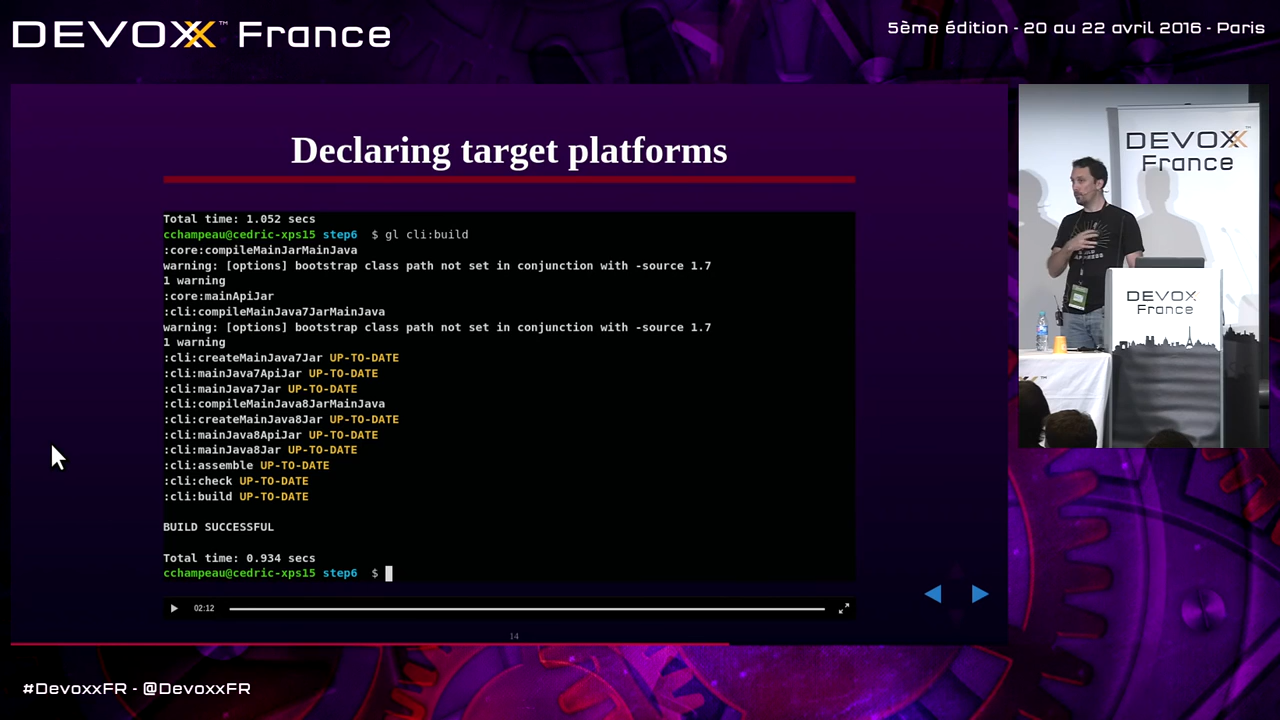 DEVOXX™ France
5ème édition - 20 au 22 avril 2016 - Paris
Declaring target platforms
Total time: 1.052 secs
cchampeau@cedric-xps15 step6 $ gl cli:build
:core:compileMainJarMainJava
warning: [options] bootstrap class path not set in conjunction with -source 1.7
1 warning
:core:mainApiJar
:cli:compileMainJava7JarMainJava
warning: [options] bootstrap class path not set in conjunction with -source 1.7
1 warning
:cli:createMainJava7Jar UP-TO-DATE
:cli:mainJava7ApiJar UP-TO-DATE
:cli:mainJava7Jar UP-TO-DATE
:cli:compileMainJava8JarMainJava
:cli:createMainJava8Jar UP-TO-DATE
:cli:mainJava8ApiJar UP-TO-DATE
:cli:mainJava8Jar UP-TO-DATE
:cli:assemble UP-TO-DATE
:cli:check UP-TO-DATE
:cli:build UP-TO-DATE
BUILD SUCCESSFUL
Total time: 0.934 secs
cchampeau@cedric-xps15 step6 $
02:12
14
DEVOXX™
France
DEVOXX
France
#DevoxxFR - @DevoxxFR